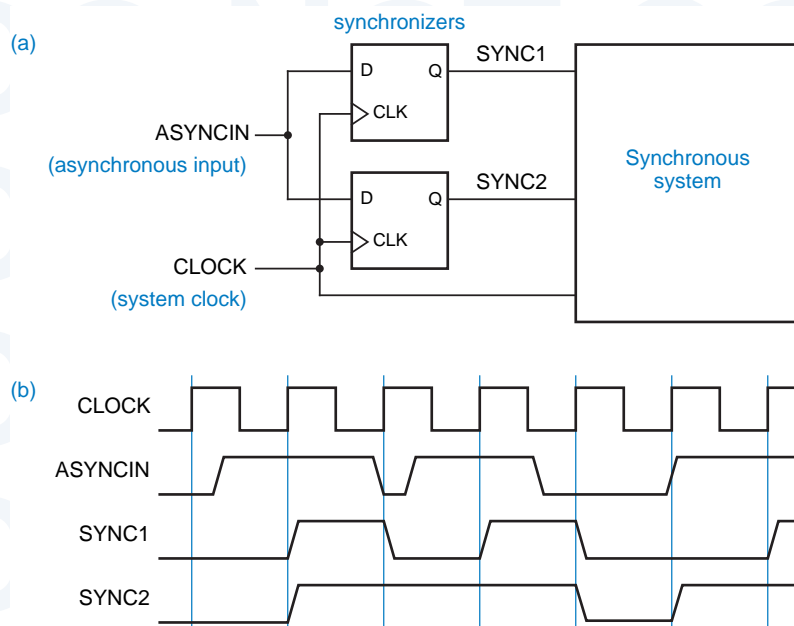 (a)
synchronizers
D
Q
CLK
SYNC1
ASYNCIN
(asynchronous input)
D
Q
CLK
SYNC2
Synchronous
system
CLOCK
(system clock)
(b)
CLOCK
ASYNCIN
SYNC1
SYNC2